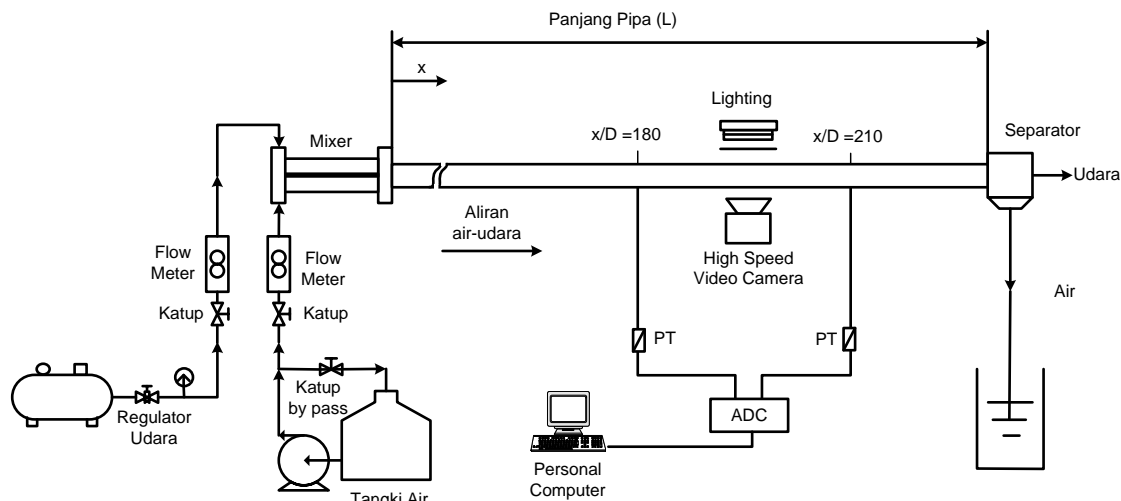 Panjang Pipa (L)
x
Lighting
Mixer
x/D =180
x/D =210
Separator
Udara
Aliran
air-udara
High Speed
Video Camera
Flow
Meter
Flow
Meter
Air
Katup
Katup
PT
PT
Katup
by pass
Regulator
Udara
ADC
Personal
Computer
Tangki Air